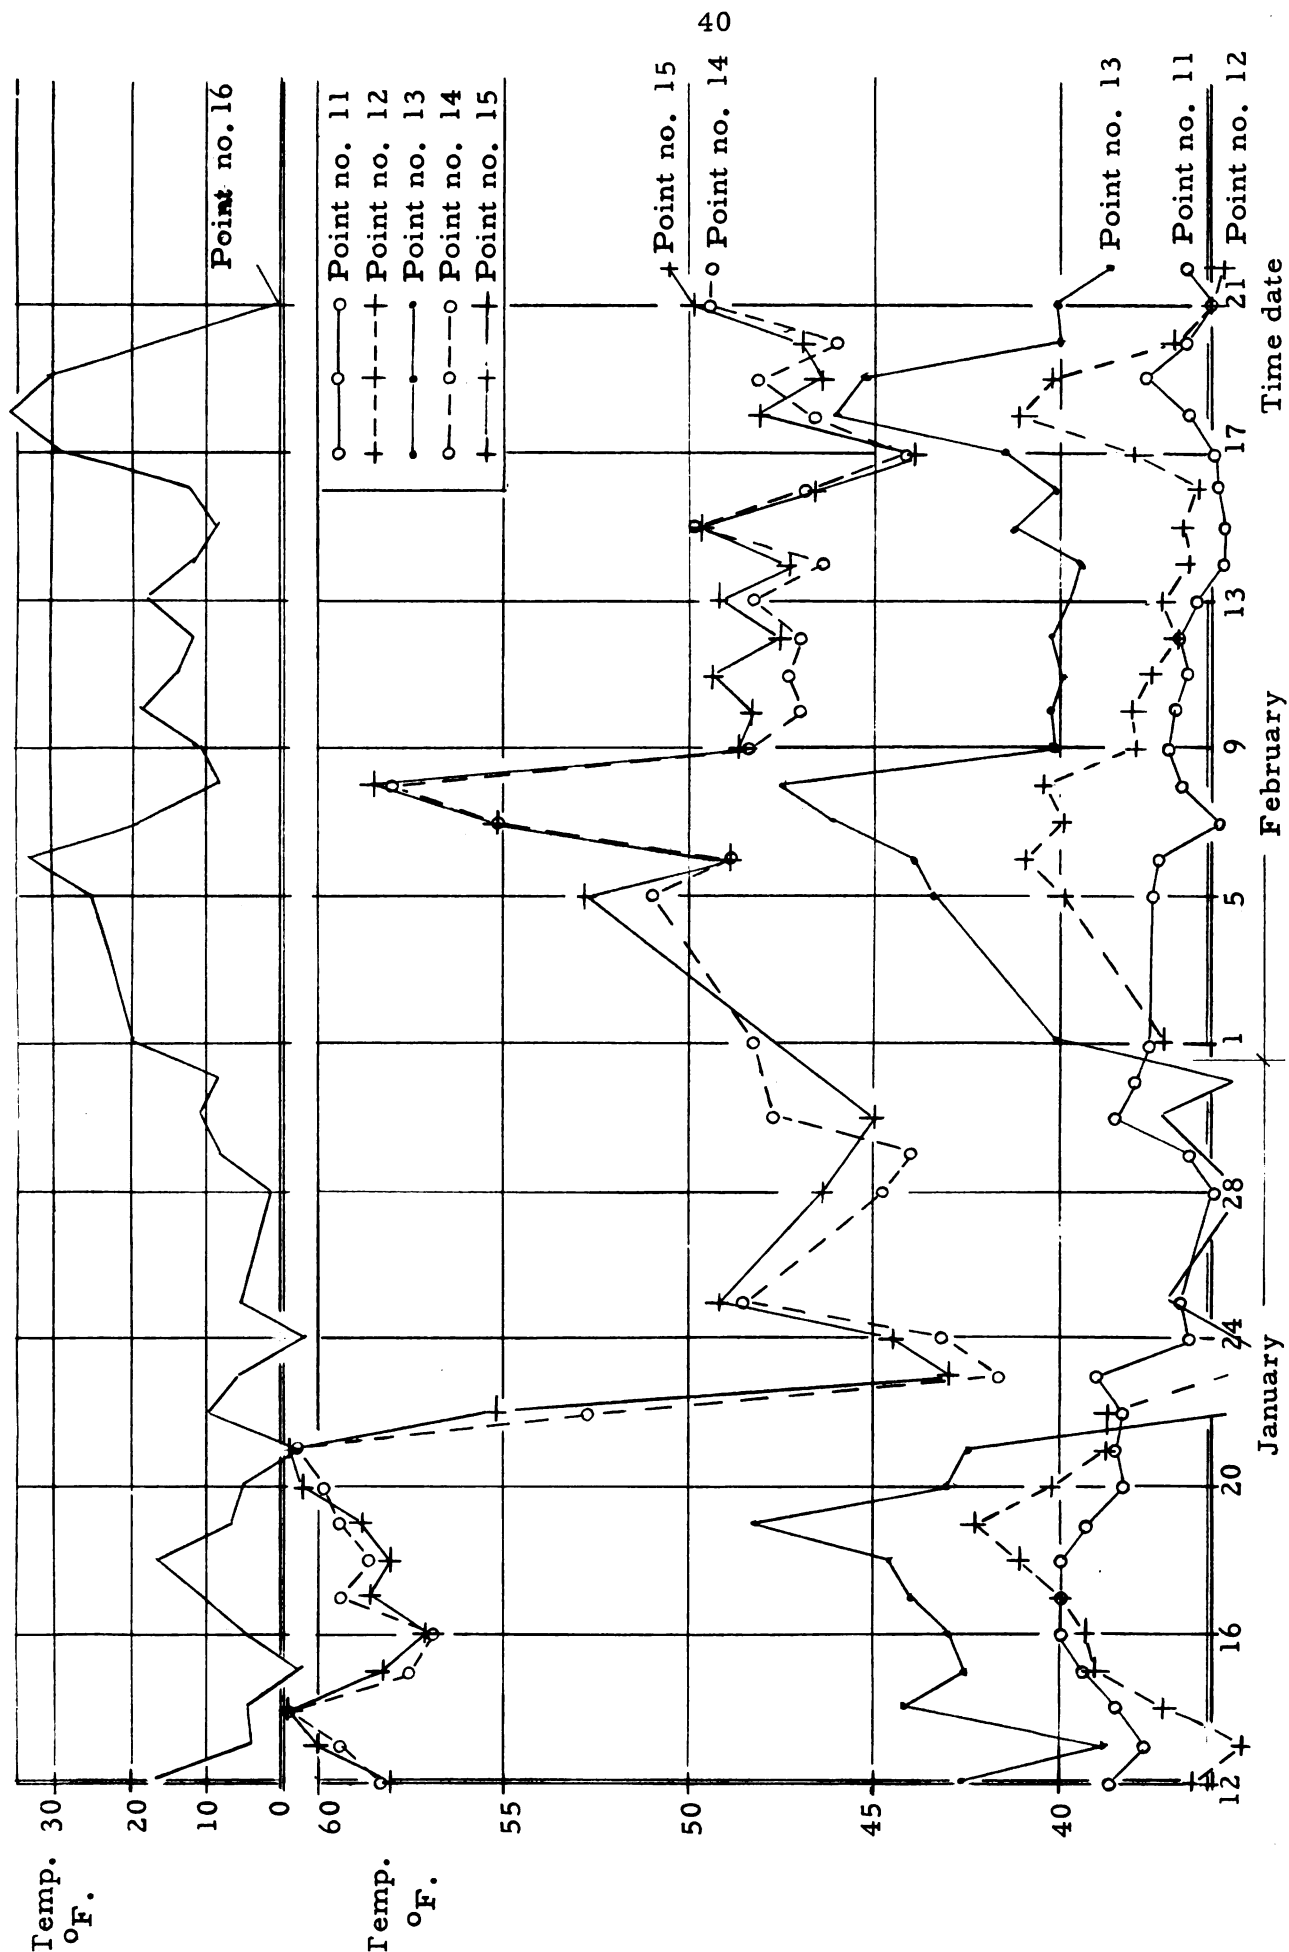 40
Temp.
°F.
30
20
10
0
Point no. 16
Temp.
°F.
60
55
50
45
40
Point no. 11
Point no. 12
Point no. 13
Point no. 14
Point no. 15
Point no. 15
Point no. 14
Point no. 13
Point no. 11
Point no. 12
12
16
20
24
28
1
5
9
13
17
21
January
February
Time date